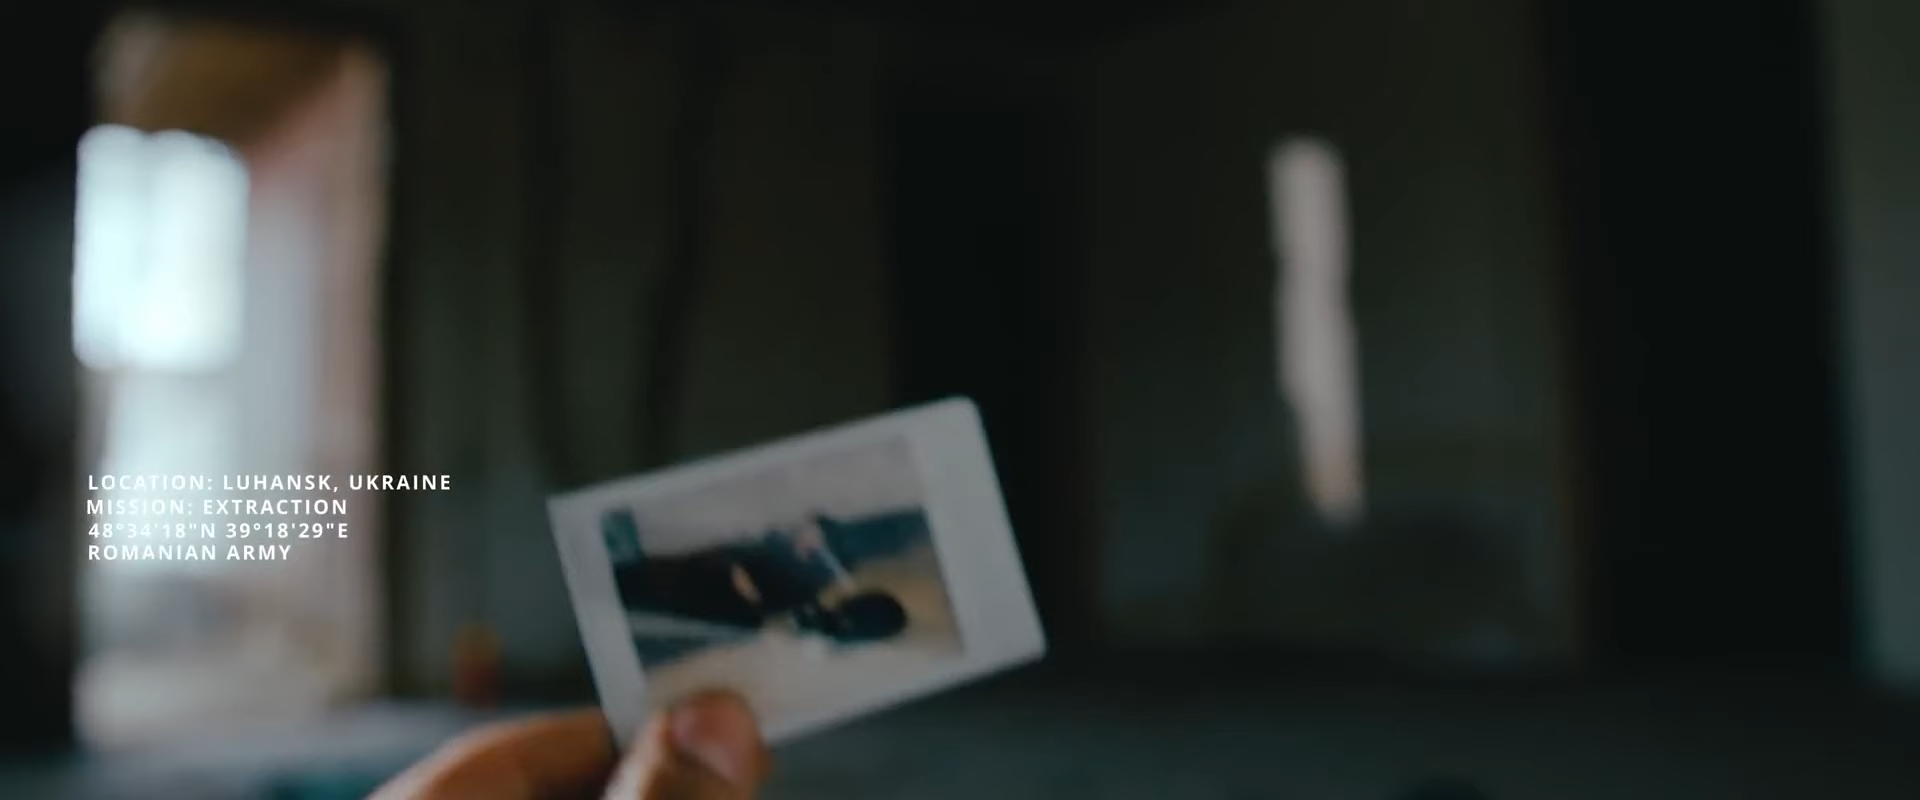 LOCATION: LUHANSK, UKRAINE
MISSION: EXTRACTION
48°34'18"N 39°18'29"E
ROMANIAN ARMY